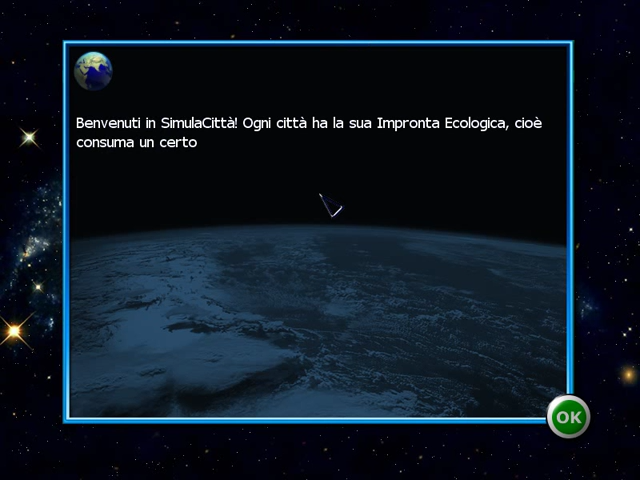 Benvenuti in SimulaCittà! Ogni città ha la sua Impronta Ecologica, cioè
consuma un certo
OK